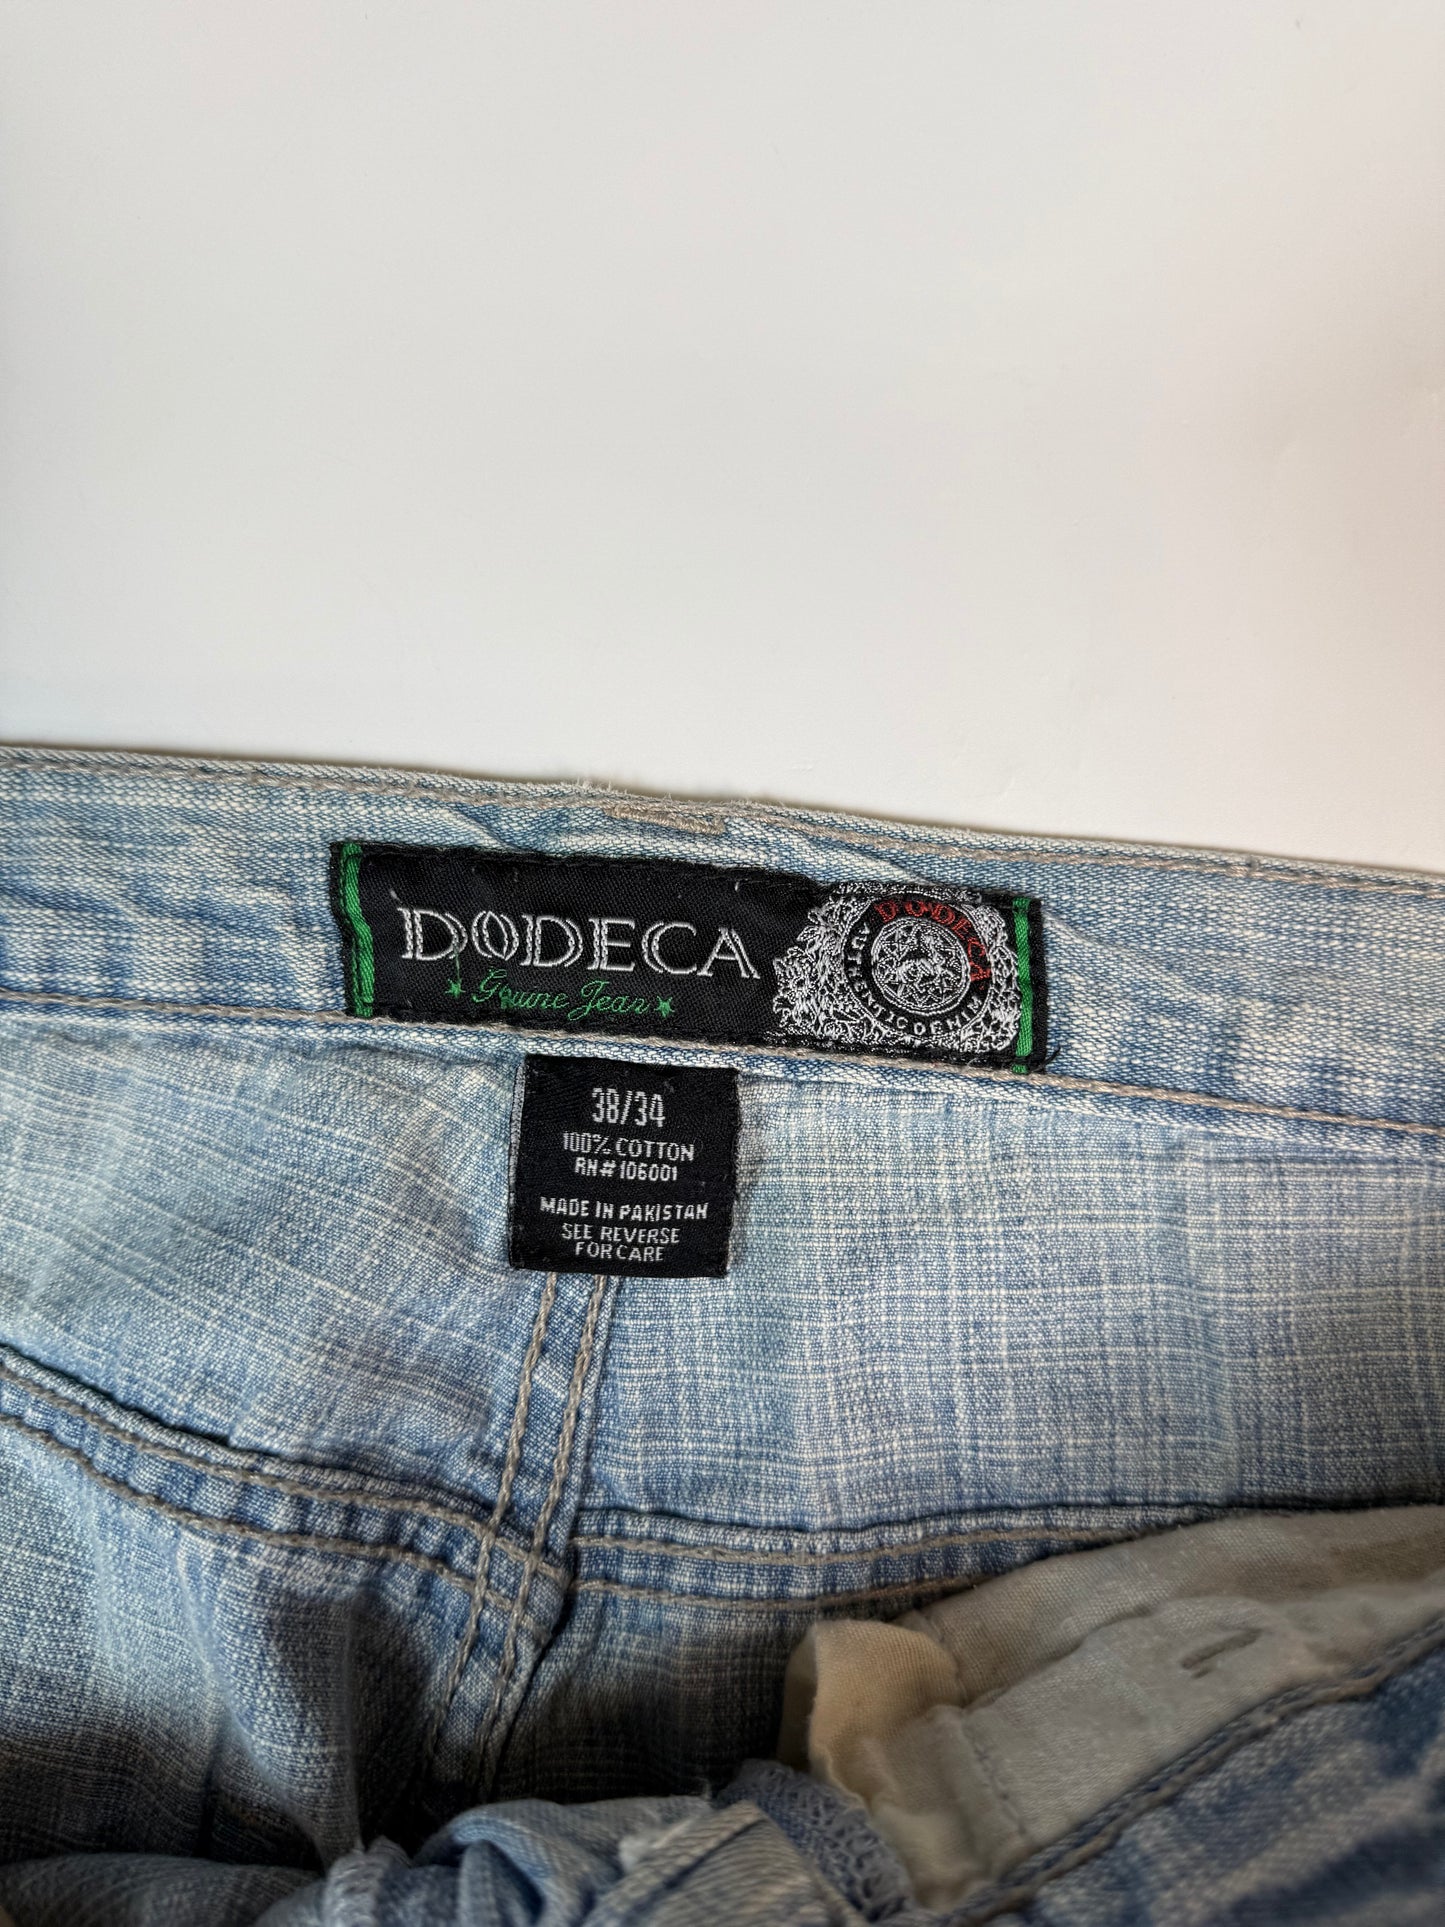 DODECA
Genuine Jean
DODECA
AUTHENTIC DENIM
38/34
100% COTTON
RN# 106001
MADE IN PAKISTAN
SEE REVERSE
FOR CARE